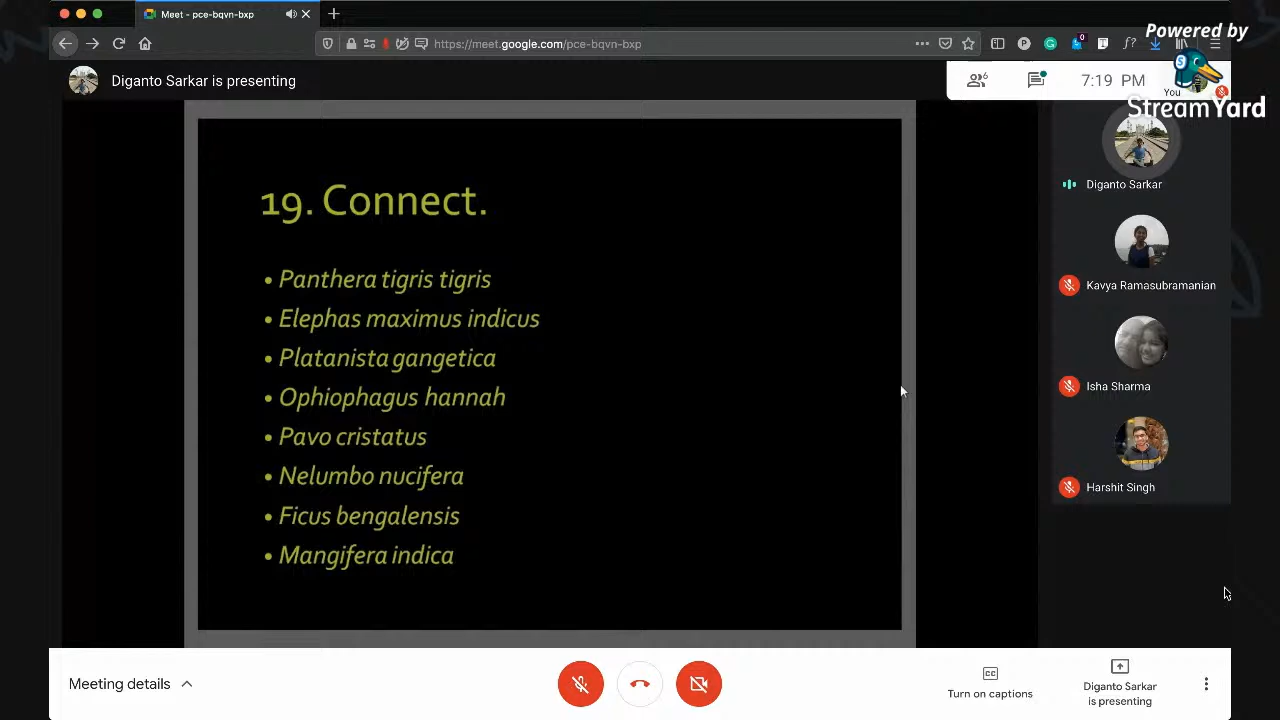 Meet - pce-bqvn-bxp
https://meet.google.com/pce-bqvn-bxp
Powered by
StreamYard
Diganto Sarkar is presenting
6
7:19 PM
You
19. Connect.
• Panthera tigris tigris
• Elephas maximus indicus
• Platanista gangetica
• Ophiophagus hannah
• Pavo cristatus
• Nelumbo nucifera
• Ficus bengalensis
• Mangifera indica
Diganto Sarkar
Kavya Ramasubramanian
Isha Sharma
Harshit Singh
Meeting details
Turn on captions
Diganto Sarkar
is presenting